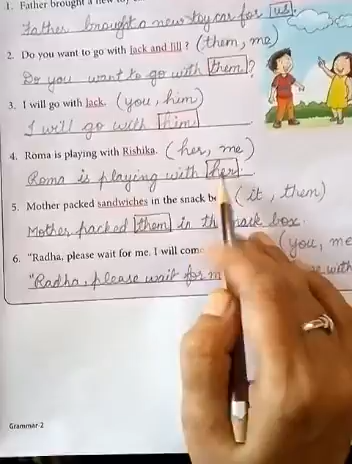 1. Father brought a new toy
Father brought a new toy car for us.
2. Do you want to go with Jack and Jill? (them, me)
Do you want to go with them?
3. I will go with Jack. (you, him)
I will go with him
4. Roma is playing with Rishika. (her, me)
Roma is playing with her.
5. Mother packed sandwiches in the snack (it, them)
Mother packed them in snack box.
6. "Radha, please wait for me. I will (you, me
"Radha, please wait for with
Grammar-2